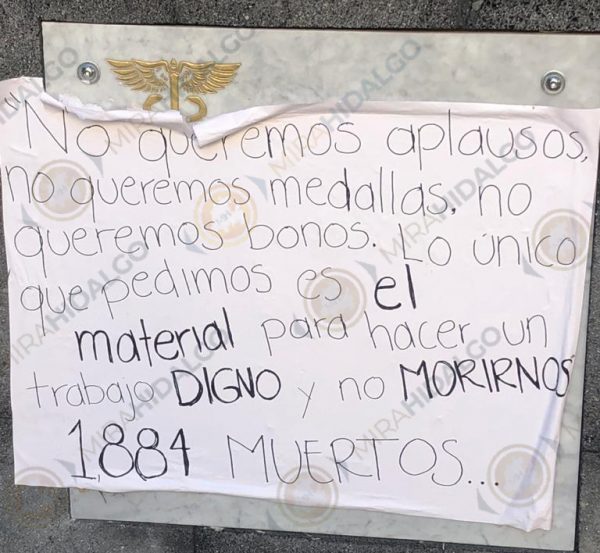 "No queremos aplausos,
no queremos medallas, no
queremos bonos. Lo único
que pedimos es el
material para hacer un
trabajo DIGNO y no MORIRNOS
1,884 MUERTOS...
MIRAHIDALGO